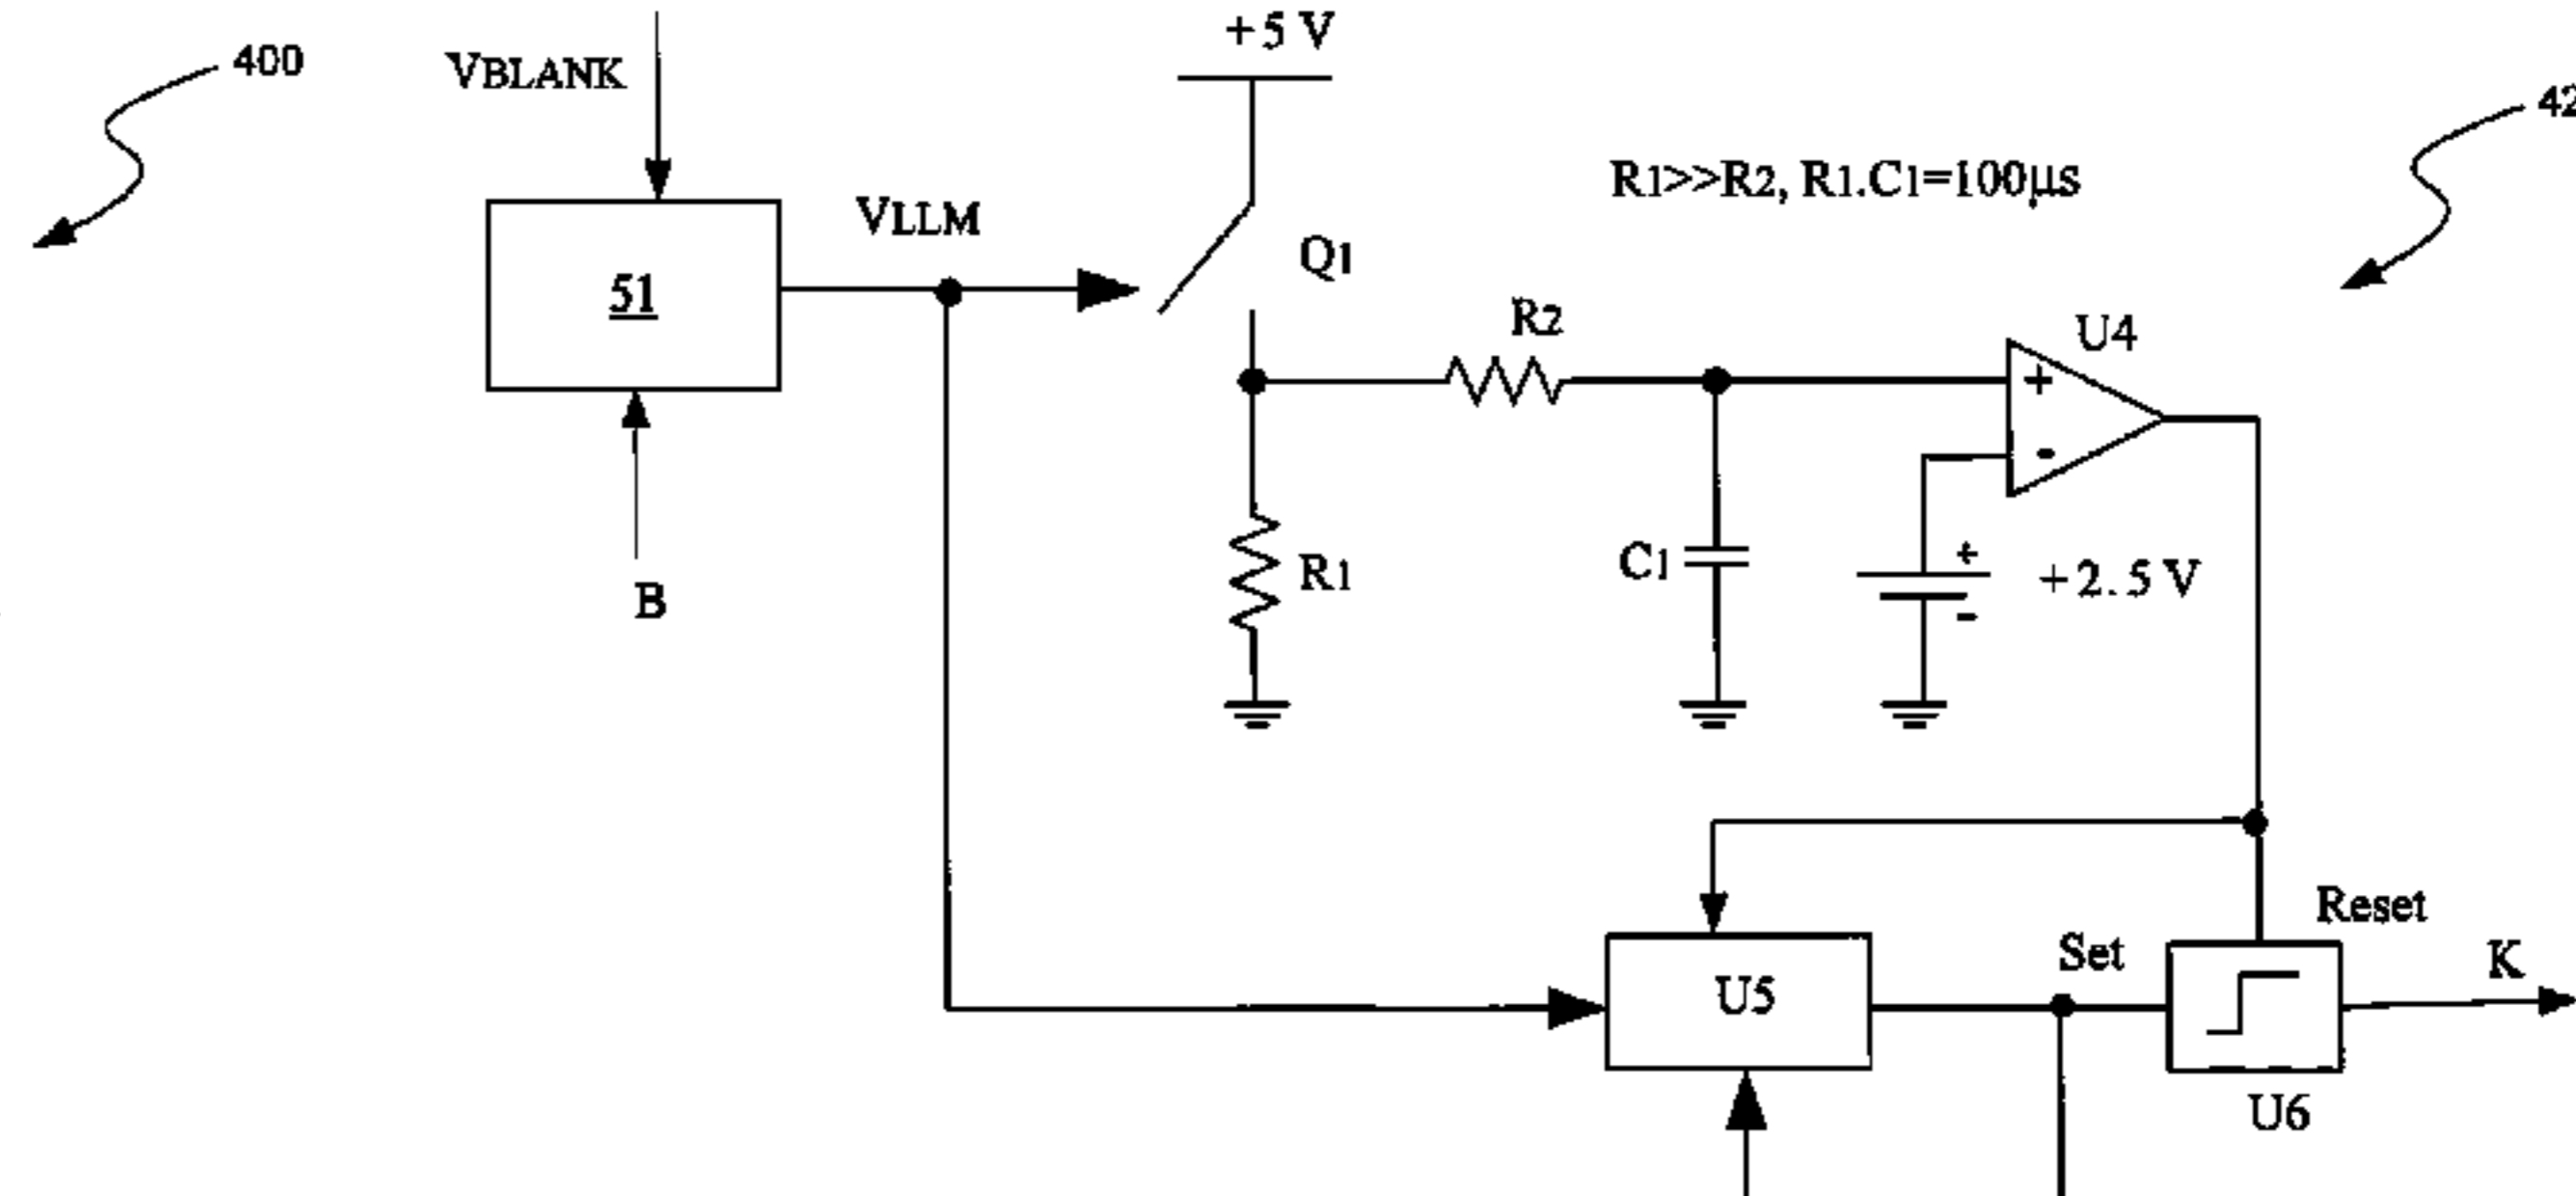 +5 V
400
VBLANK
42
R1>>R2, R1.C1=100μs
VLLM
Q1
51
R2
U4
+
-
C1
R1
+
+2.5 V
-
B
Reset
Set
K
U5
U6